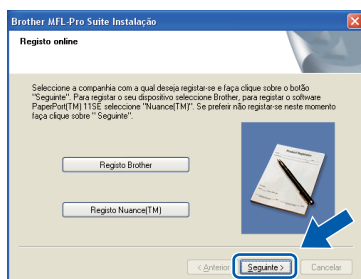 Brother MFL-Pro Suite Instalação
Registo online
Seleccione a companhia com a qual deseja registar-se e faça clique sobre o botão
"Seguinte". Para registar o seu dispositivo seleccione Brother, para registar o software
PaperPort(TM) 11SE seleccione "Nuance(TM)". Se preferir não registar-se neste momento
faça clique sobre " Seguinte".
Registo Brother
Registo Nuance(TM)
< Anterior
Seguinte >
Cancelar